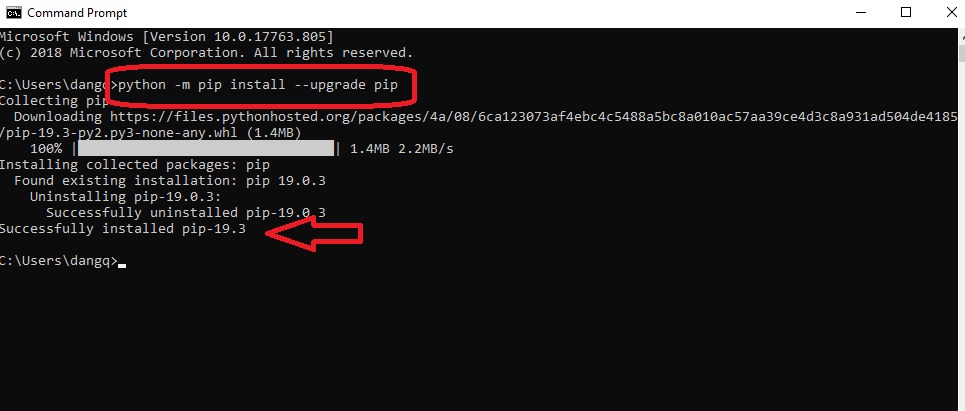 Command Prompt
Microsoft Windows [Version 10.0.17763.805]
(c) 2018 Microsoft Corporation. All rights reserved.
C:\Users\dangq>python -m pip install --upgrade pip
Collecting pip
  Downloading https://files.pythonhosted.org/packages/4a/08/6ca123073af4ebc4c5488a5bc8a010ac57aa39ce4d3c8a931ad504de4185
/pip-19.3-py2.py3-none-any.whl (1.4MB)
    100% |████████████████████████████████| 1.4MB 2.2MB/s
Installing collected packages: pip
  Found existing installation: pip 19.0.3
    Uninstalling pip-19.0.3:
      Successfully uninstalled pip-19.0.3
Successfully installed pip-19.3
C:\Users\dangq>